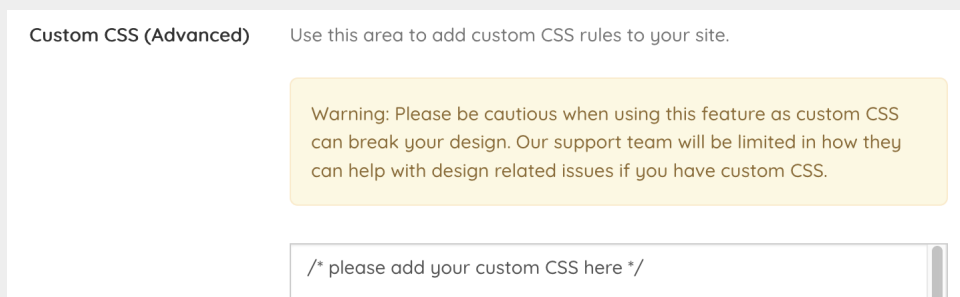 Custom CSS (Advanced) Use this area to add custom CSS rules to your site.
Warning: Please be cautious when using this feature as custom CSS
can break your design. Our support team will be limited in how they
can help with design related issues if you have custom CSS.
/* please add your custom CSS here */